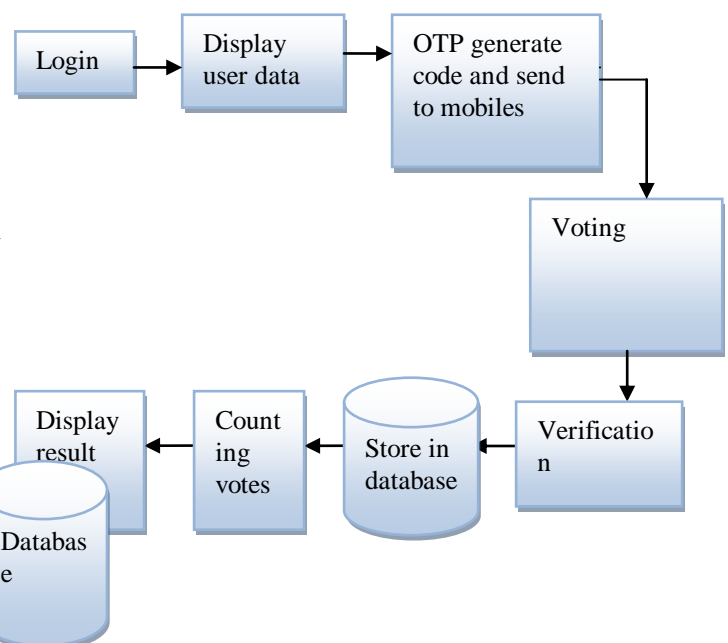 Login
Display
user data
OTP generate
code and send
to mobiles
Voting
Verificatio
n
Store in
database
Count
ing
votes
Display
result
Databas
e